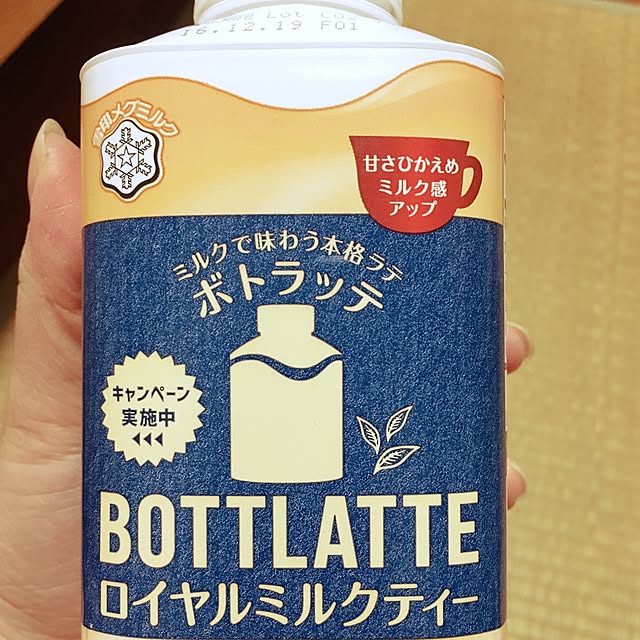 16.12.19 F01
雪印メグミルク
甘さひかえめ
ミルク感
アップ
ミルクで味わう本格ラテ
ボトラッテ
キャンペーン
実施中
BOTTLATTE
ロイヤルミルクティー